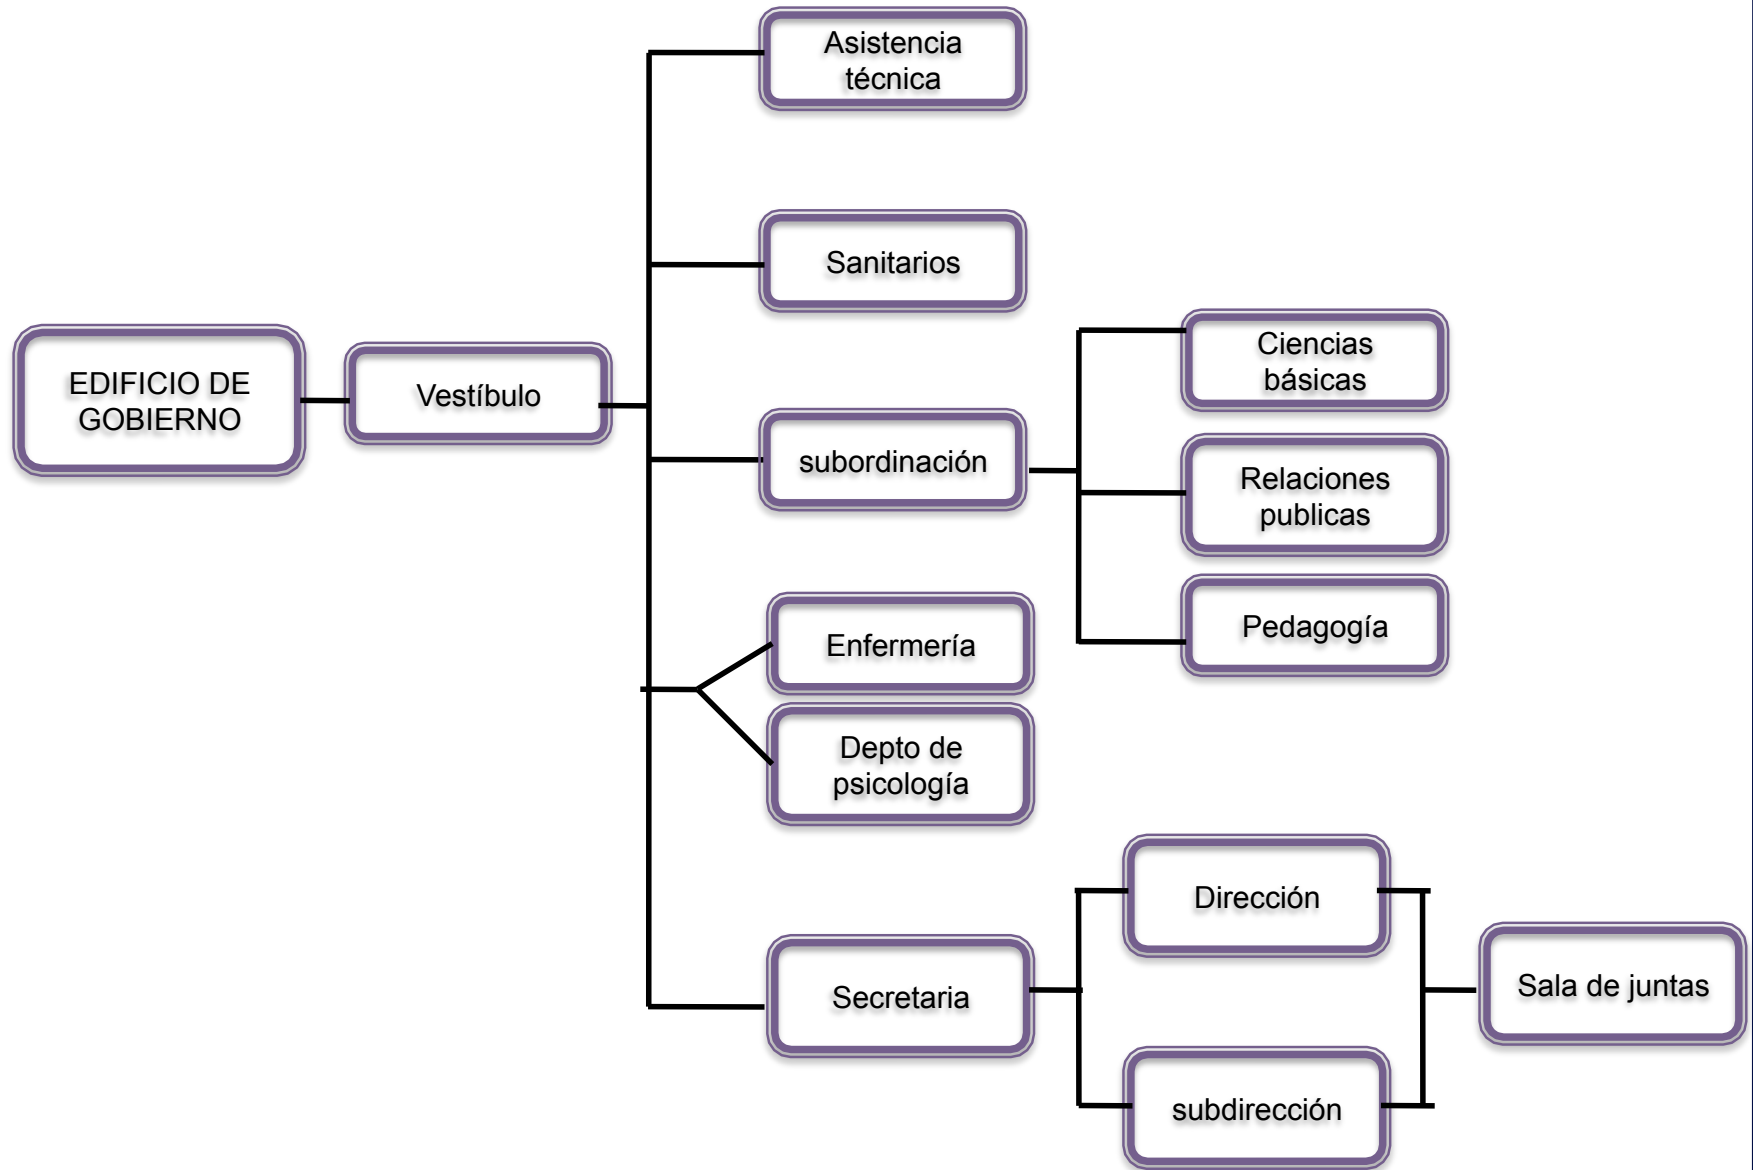 Asistencia
técnica
Sanitarios
EDIFICIO DE
GOBIERNO
Vestíbulo
subordinación
Ciencias
básicas
Relaciones
publicas
Pedagogía
Enfermería
Depto de
psicología
Secretaria
Dirección
subdirección
Sala de juntas